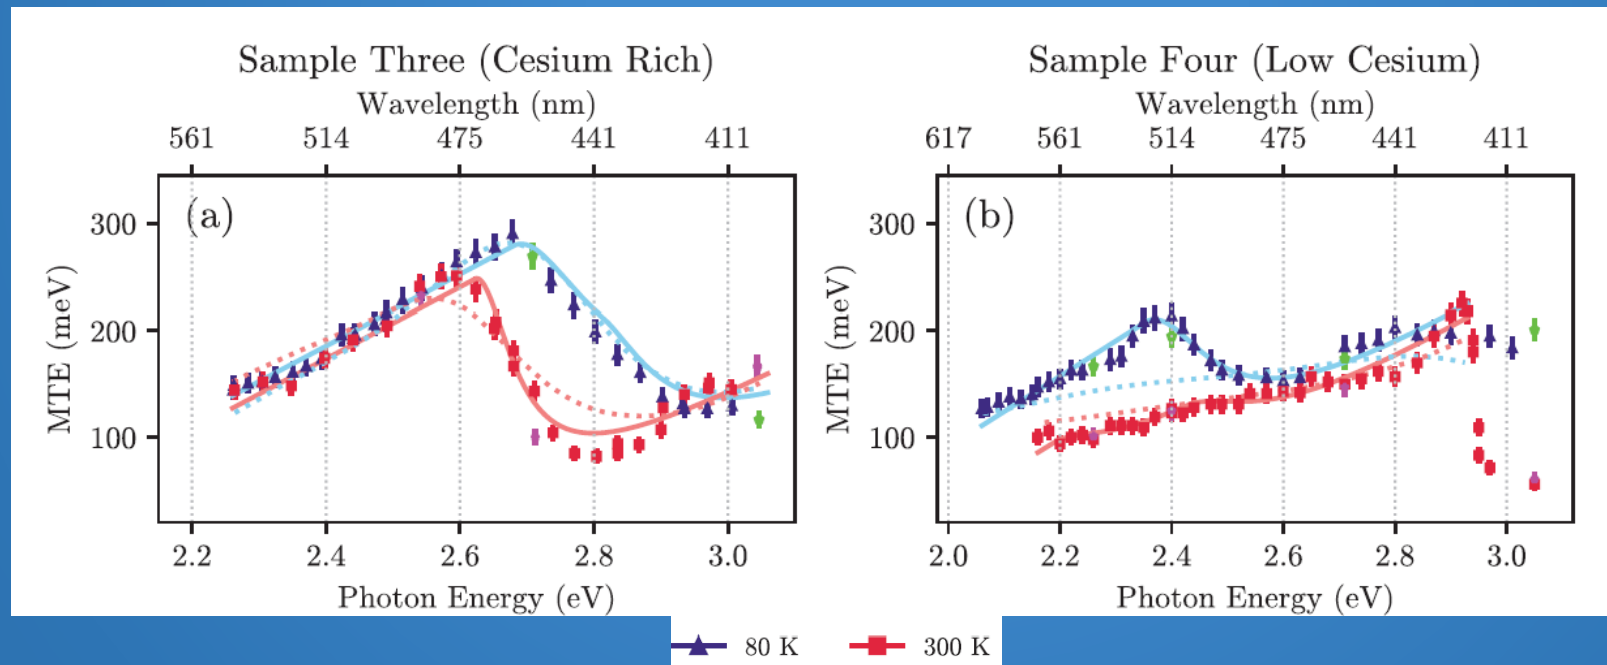 Sample Three (Cesium Rich)
Wavelength (nm)
561 514 475 441 411
(a)
300
200
100
MTE (meV)
2.2 2.4 2.6 2.8 3.0
Photon Energy (eV)
Sample Four (Low Cesium)
Wavelength (nm)
617 561 514 475 441 411
(b)
300
200
100
MTE (meV)
2.0 2.2 2.4 2.6 2.8 3.0
Photon Energy (eV)
80 K 300 K